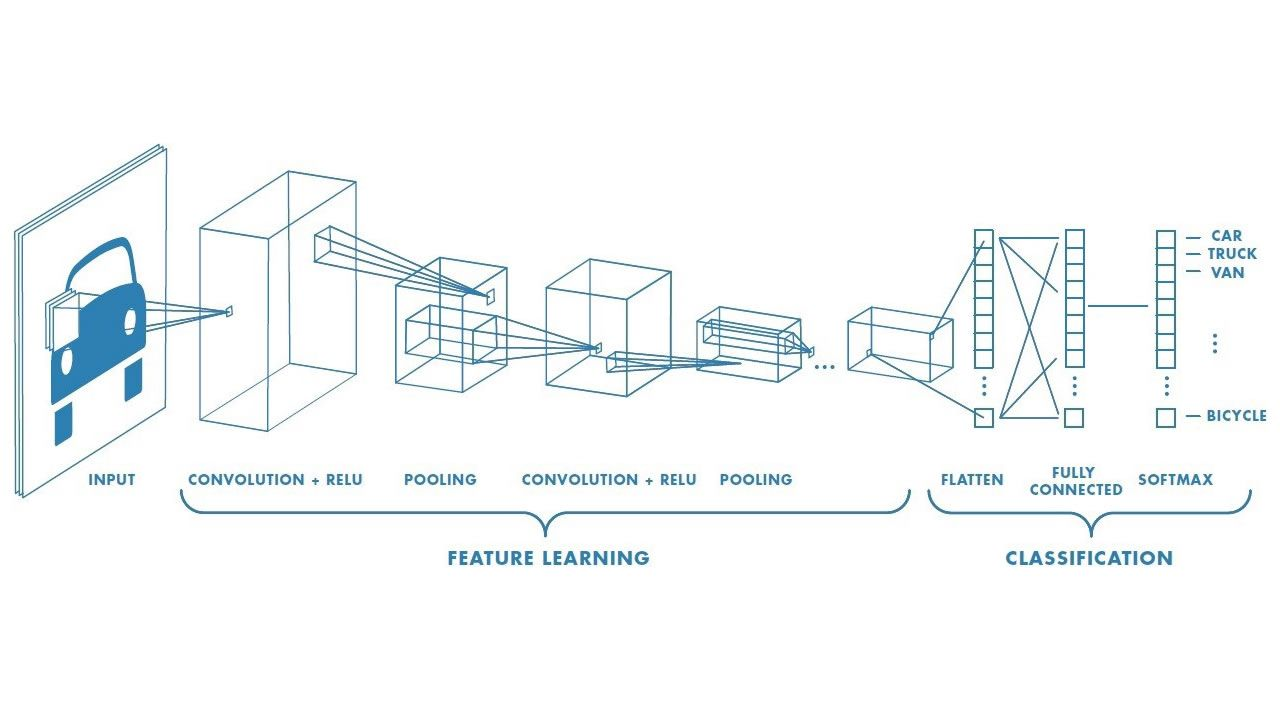 CAR
TRUCK
VAN
BICYCLE
INPUT
CONVOLUTION + RELU
POOLING
CONVOLUTION + RELU
POOLING
FLATTEN
FULLY
CONNECTED
SOFTMAX
FEATURE LEARNING
CLASSIFICATION